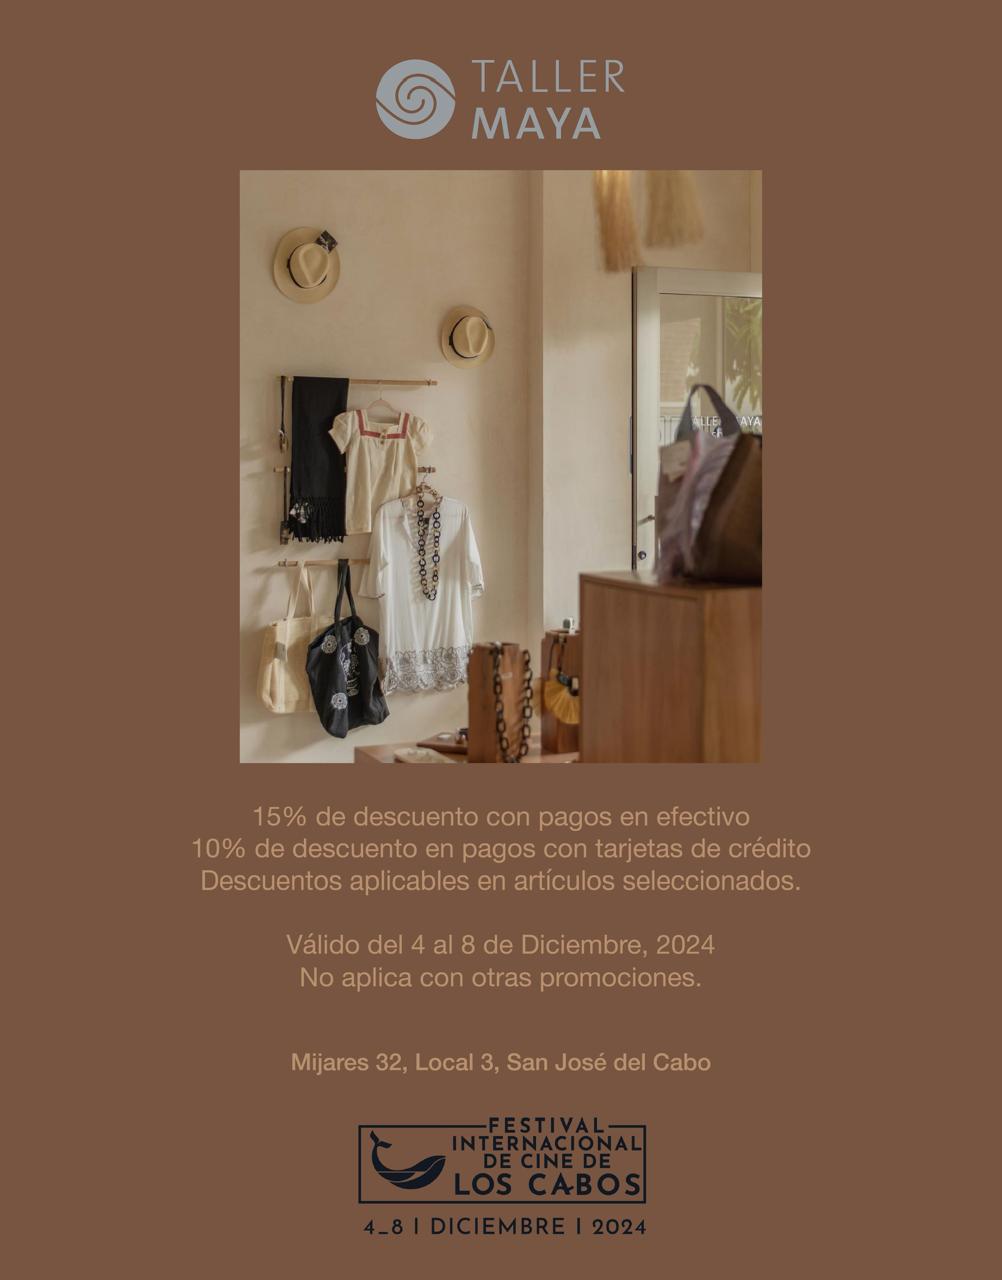 TALLER
MAYA
15% de descuento con pagos en efectivo
10% de descuento en pagos con tarjetas de crédito
Descuentos aplicables en artículos seleccionados.
Válido del 4 al 8 de Diciembre, 2024
No aplica con otras promociones.
Mijares 32, Local 3, San José del Cabo
FESTIVAL
INTERNACIONAL
DE CINE DE
LOS CABOS
4_8 | DICIEMBRE | 2024